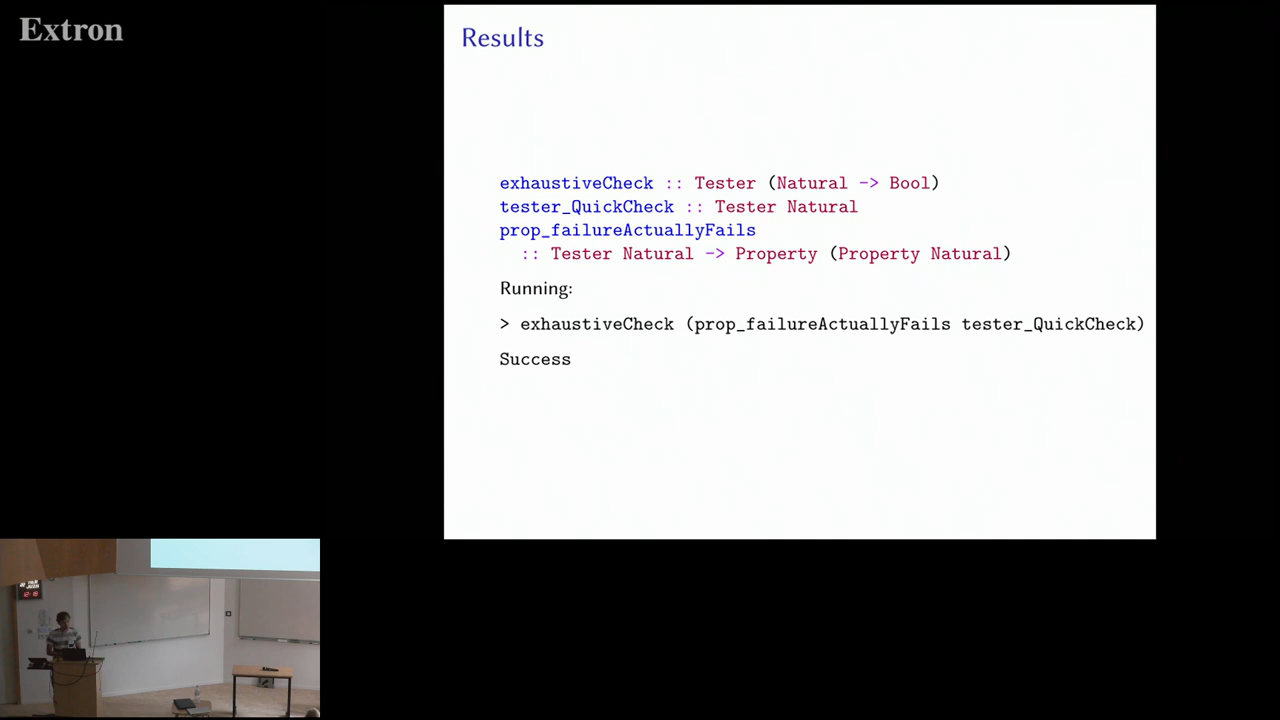 Extron
Results
exhaustiveCheck :: Tester (Natural -> Bool)
tester_QuickCheck :: Tester Natural
prop_failureActuallyFails
:: Tester Natural -> Property (Property Natural)
Running:
> exhaustiveCheck (prop_failureActuallyFails tester_QuickCheck)
Success